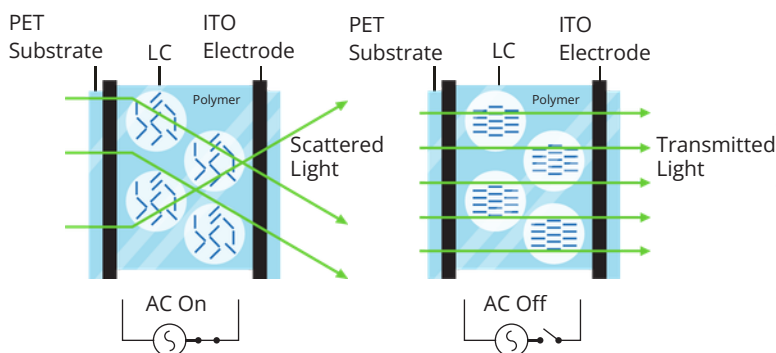 PET
Substrate
LC
ITO
Electrode
Polymer
Scattered
Light
AC On
PET
Substrate
LC
ITO
Electrode
Polymer
Transmitted
Light
AC Off